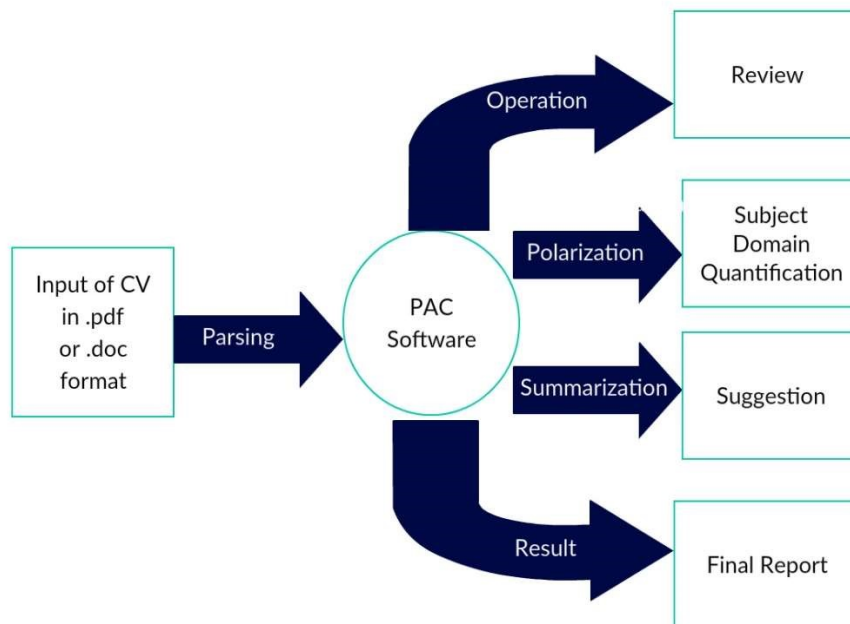 Operation
Review
Input of CV
in .pdf
or .doc
format
Parsing
PAC
Software
Polarization
Subject
Domain
Quantification
Summarization
Suggestion
Result
Final Report